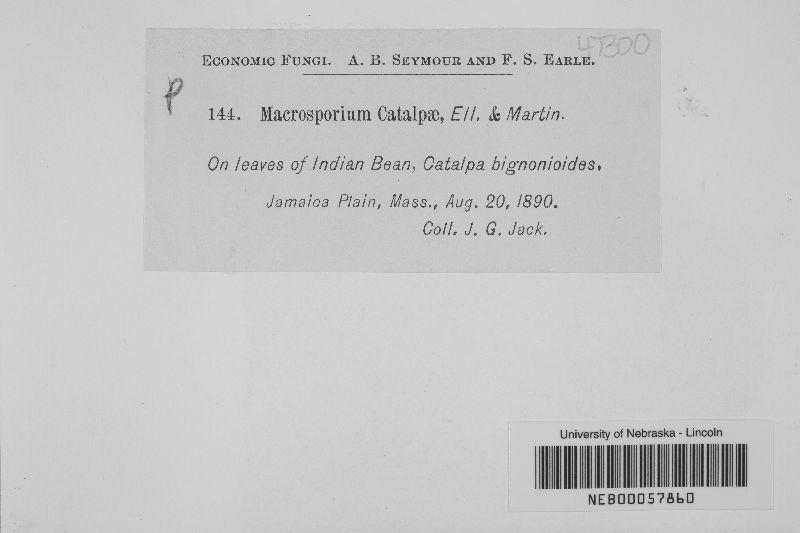 47300
ECONOMIC FUNGI. A. B. SEYMOUR AND F. S. EARLE.
P
144. Macrosporium Catalpæ, Ell. & Martin.
On leaves of Indian Bean, Catalpa bignonioides.
Jamaica Plain, Mass., Aug. 20, 1890.
Coll. J. G. Jack.
University of Nebraska - Lincoln
NEB00057860